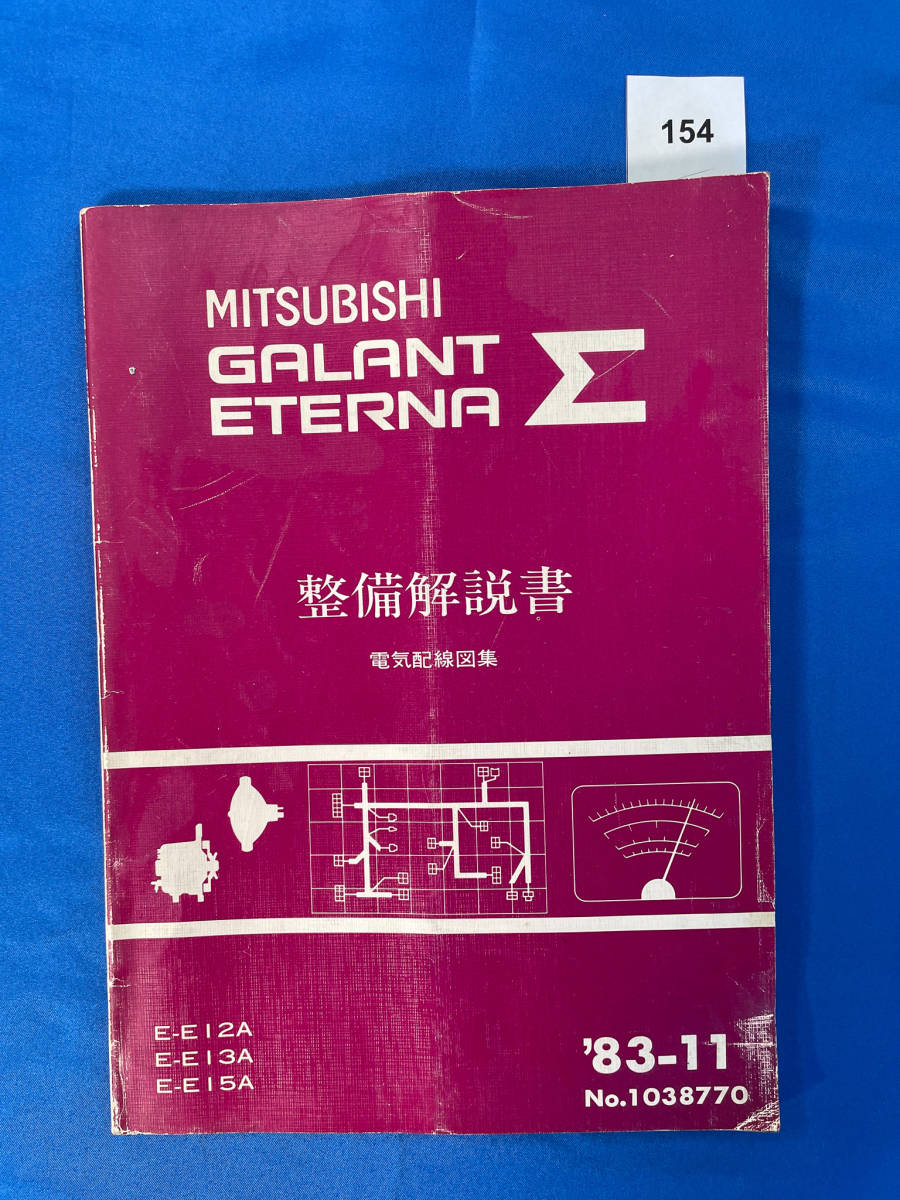 154
MITSUBISHI
GALANT
ETERNA Σ
整備解説書
電気配線図集
E-E12A
E-E13A
E-E15A
'83-11
No.1038770